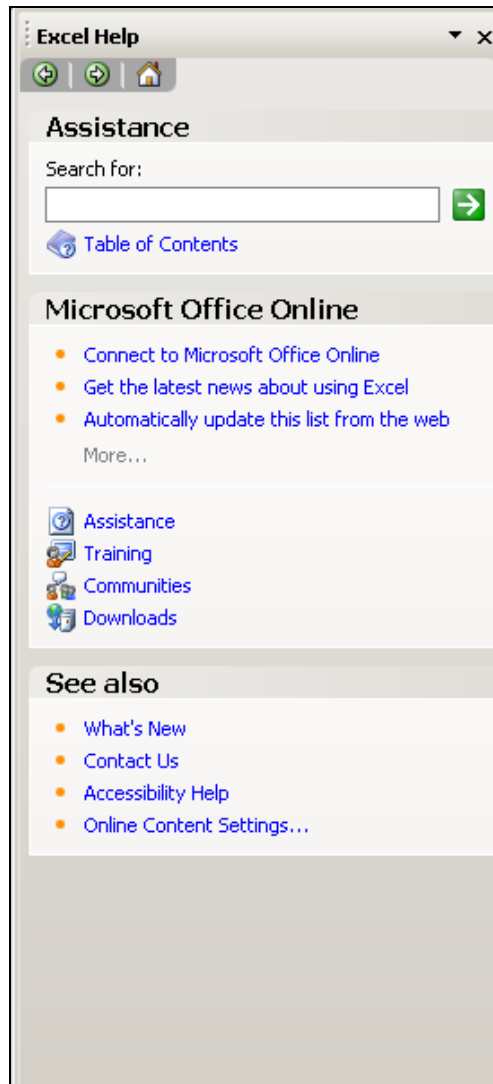 Excel Help
Assistance
Search for:
Table of Contents
Microsoft Office Online
Connect to Microsoft Office Online
Get the latest news about using Excel
Automatically update this list from the web
More...
Assistance
Training
Communities
Downloads
See also
What's New
Contact Us
Accessibility Help
Online Content Settings...